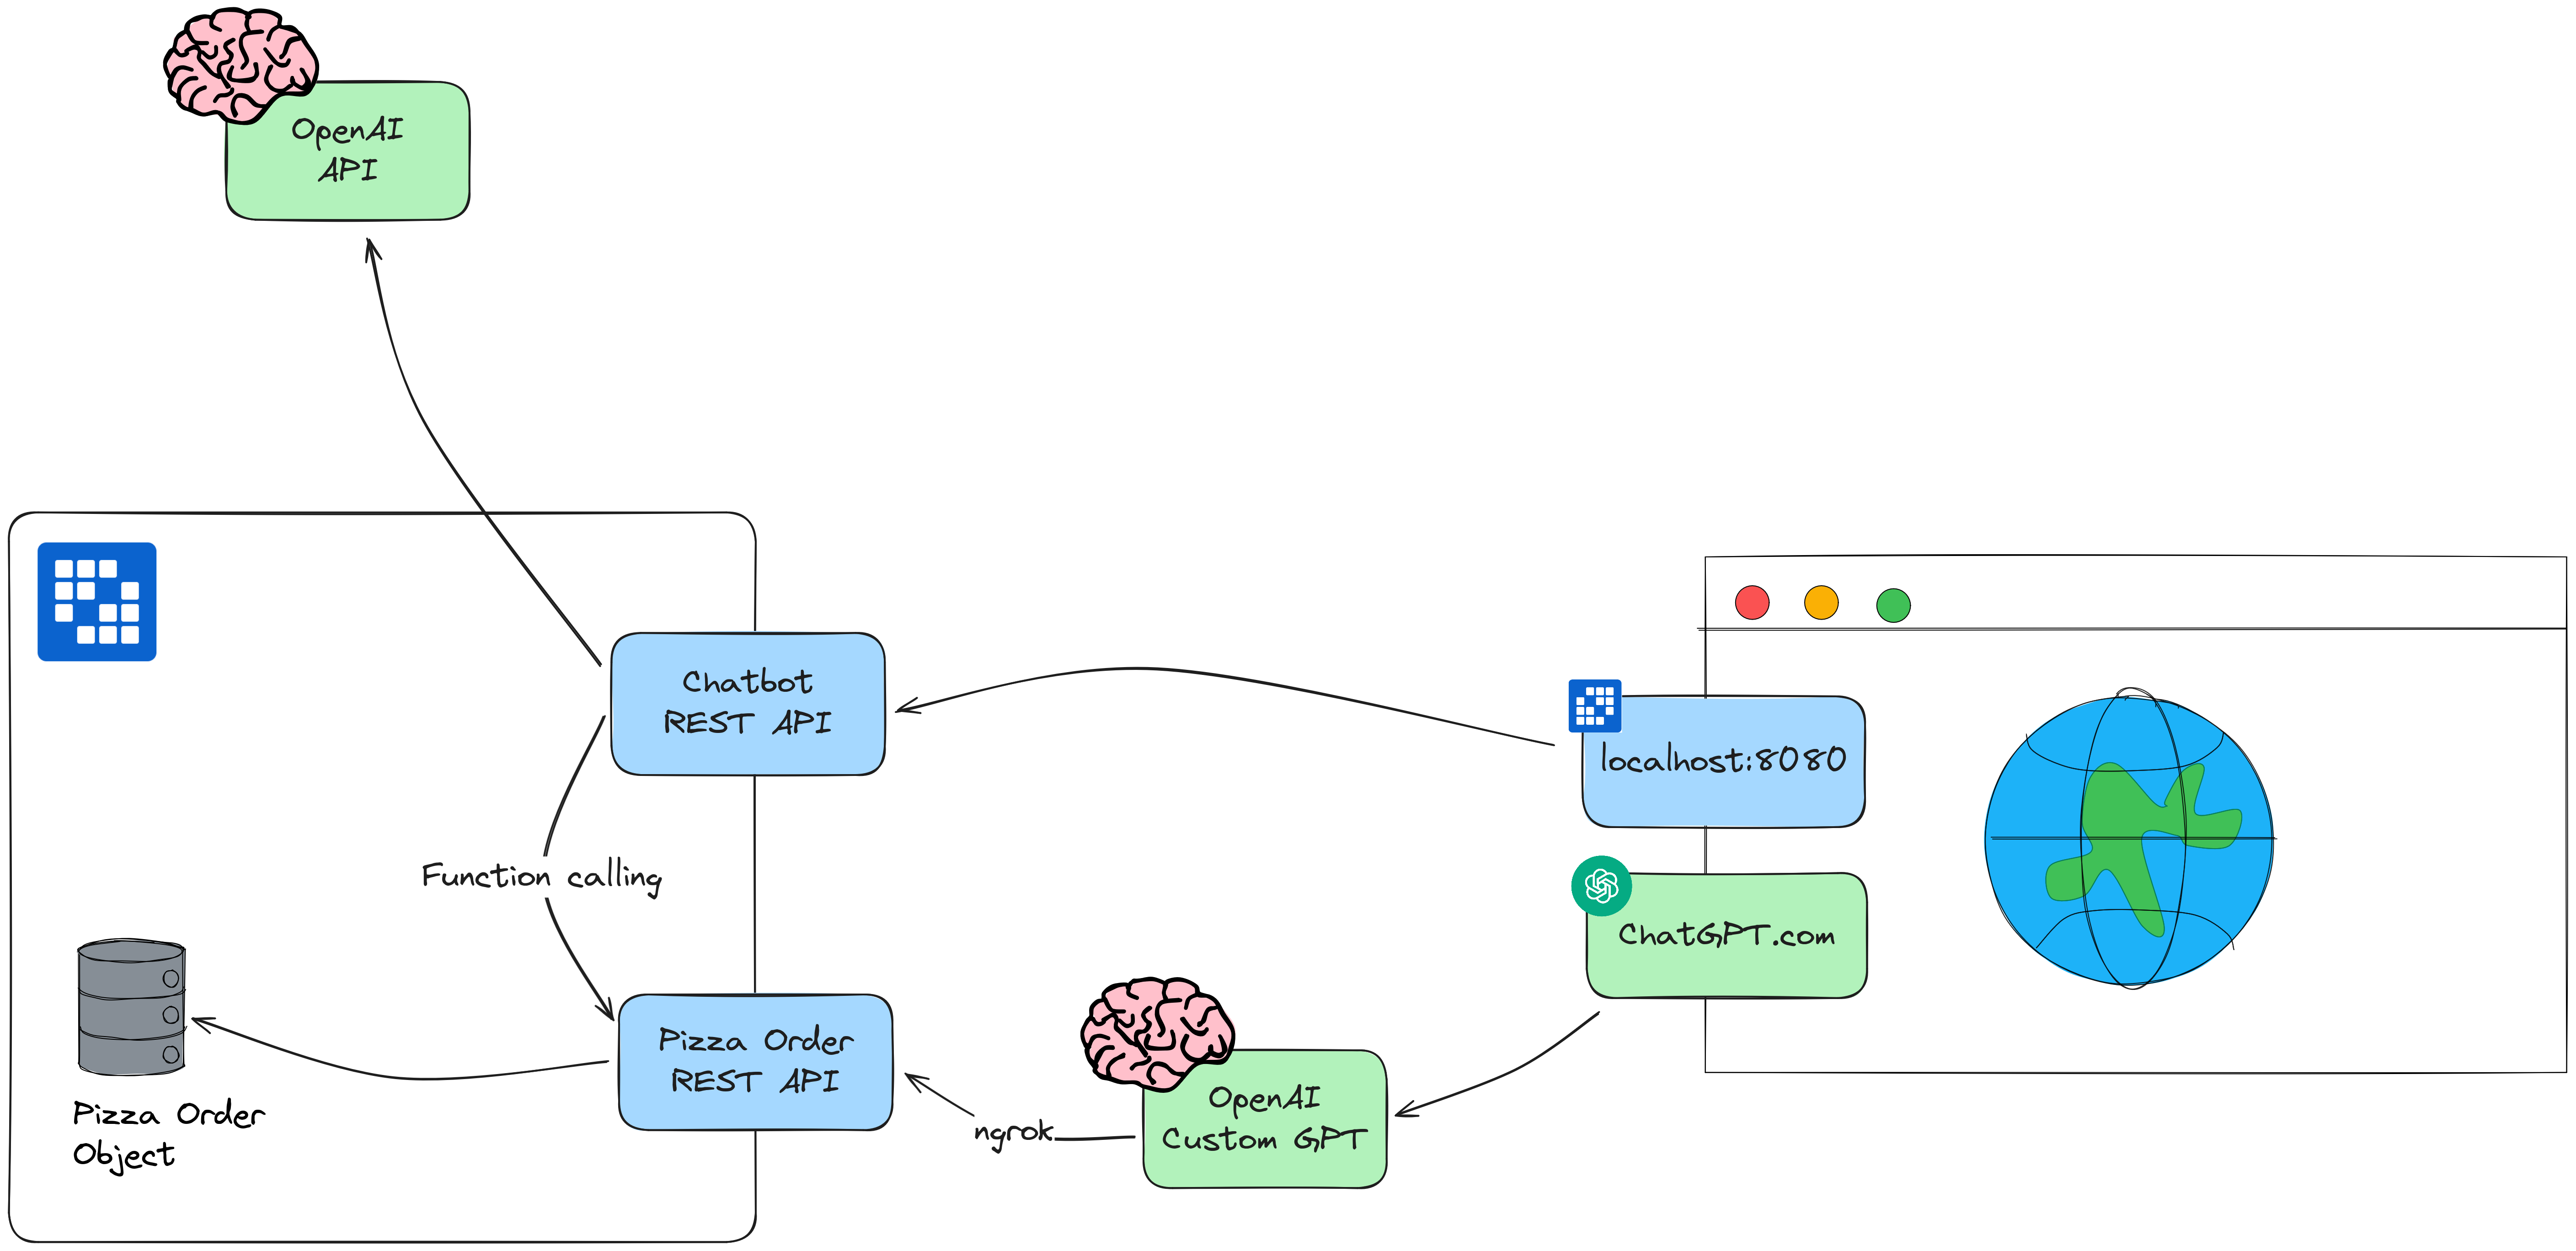 OpenAI
API
Chatbot
REST API
localhost:8080
Function calling
ChatGPT.com
Pizza Order
REST API
Pizza Order
Object
ngrok
OpenAI
Custom GPT